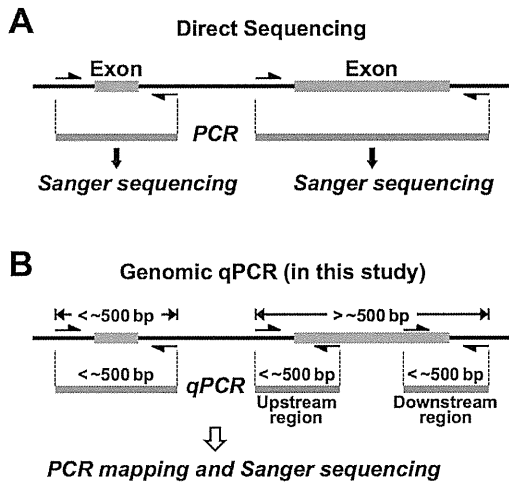 A
Direct Sequencing
Exon Exon
PCR
Sanger sequencing Sanger sequencing
B
Genomic qPCR (in this study)
< ~500 bp > ~500 bp
< ~500 bp qPCR < ~500 bp < ~500 bp
Upstream region Downstream region
PCR mapping and Sanger sequencing